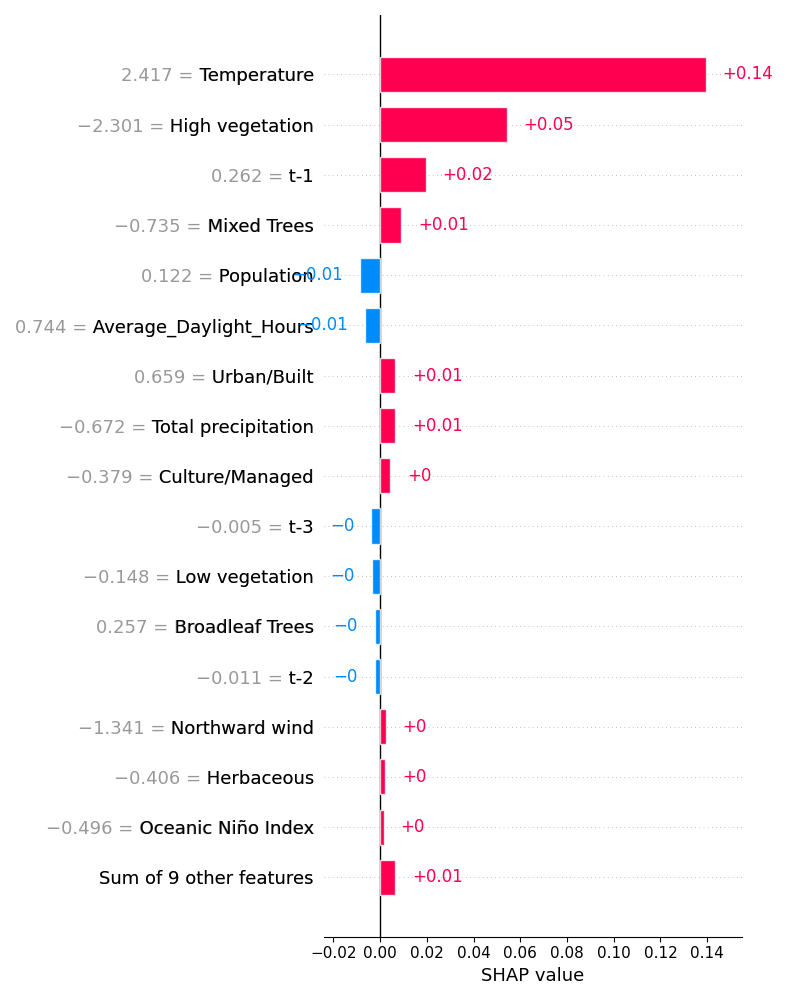 2.417 = Temperature +0.14
−2.301 = High vegetation +0.05
0.262 = t-1 +0.02
−0.735 = Mixed Trees +0.01
0.122 = Population −0.01
0.744 = Average_Daylight_Hours −0.01
0.659 = Urban/Built +0.01
−0.672 = Total precipitation +0.01
−0.379 = Culture/Managed +0
−0.005 = t-3 −0
−0.148 = Low vegetation −0
0.257 = Broadleaf Trees −0
−0.011 = t-2 −0
−1.341 = Northward wind +0
−0.406 = Herbaceous +0
−0.496 = Oceanic Niño Index +0
Sum of 9 other features +0.01
−0.02 0.00 0.02 0.04 0.06 0.08 0.10 0.12 0.14
SHAP value